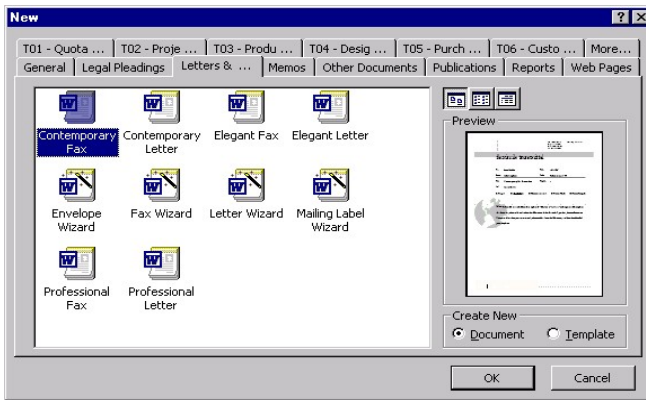 New
T01 - Quota ... T02 - Proje ... T03 - Produ ... T04 - Desig ... T05 - Purch ... T06 - Custo ... More...
General Legal Pleadings Letters & ... Memos Other Documents Publications Reports Web Pages
Contemporary Fax
Contemporary Letter
Elegant Fax
Elegant Letter
Envelope Wizard
Fax Wizard
Letter Wizard
Mailing Label Wizard
Professional Fax
Professional Letter
Preview
facsimile transmittal
Create New
Document Template
OK Cancel